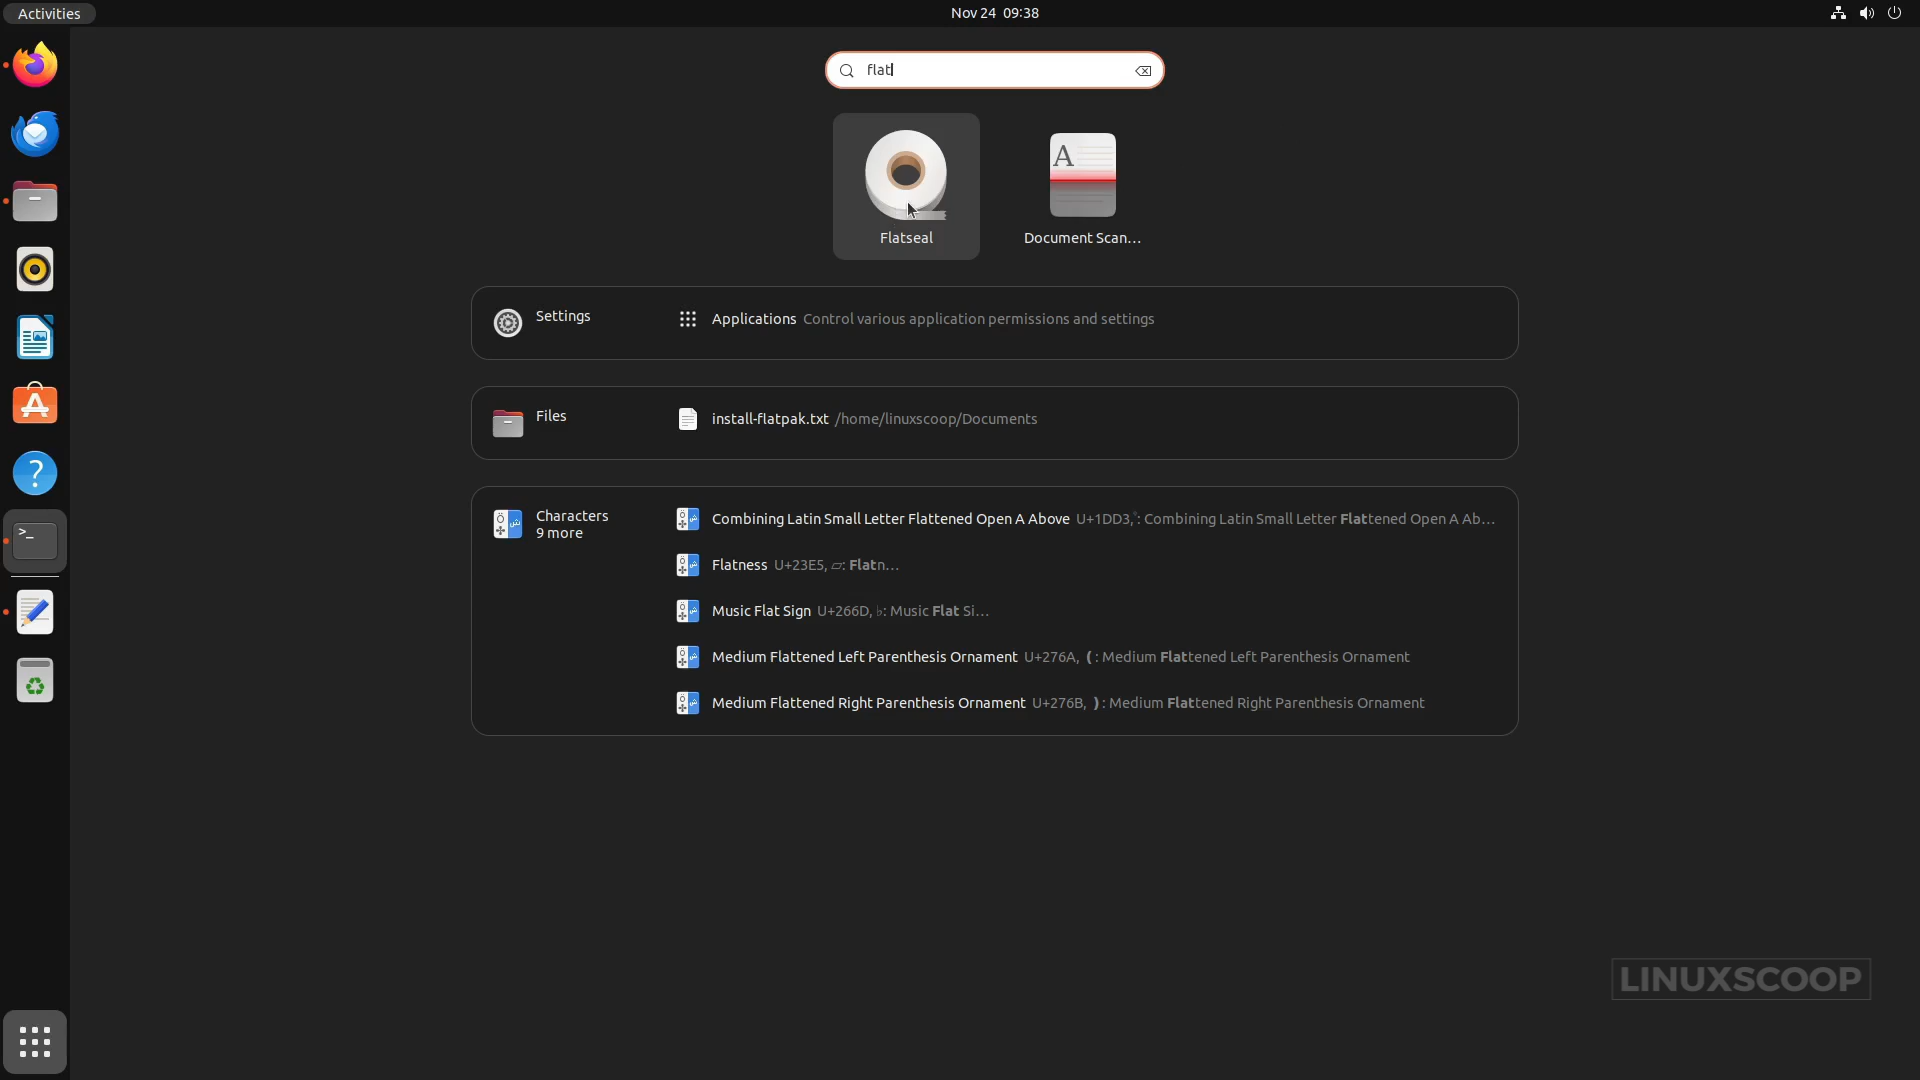 Activities
Nov 24 09:38
flat
Flatseal
Document Scan…
Settings
Applications Control various application permissions and settings
Files
install-flatpak.txt /home/linuxscoop/Documents
Characters
9 more
Combining Latin Small Letter Flattened Open A Above U+1DD3, ◌ᷓ: Combining Latin Small Letter Flattened Open A Ab…
Flatness U+23E5, ⏥: Flatn…
Music Flat Sign U+266D, ♭: Music Flat Si…
Medium Flattened Left Parenthesis Ornament U+276A, ❪: Medium Flattened Left Parenthesis Ornament
Medium Flattened Right Parenthesis Ornament U+276B, ❫: Medium Flattened Right Parenthesis Ornament
LINUXSCOOP